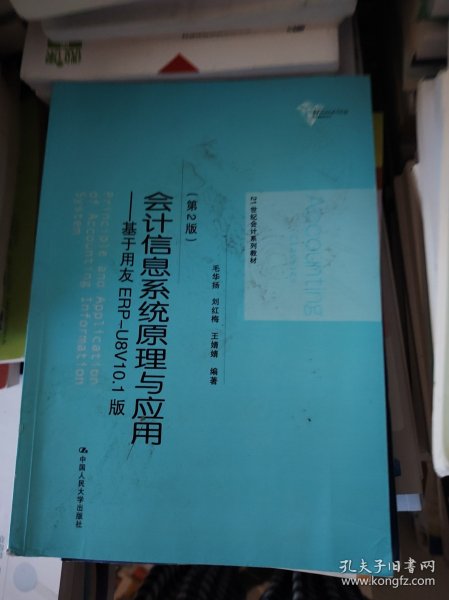 21世纪会计系列教材
Accounting
(第2版)
会计信息系统原理与应用
——基于用友 ERP-U8V10.1 版
Principle and Application
of Accounting Information
System
毛华扬 刘红梅 王婧婧 编著
中国人民大学出版社
孔夫子旧书网
www.kongfz.com